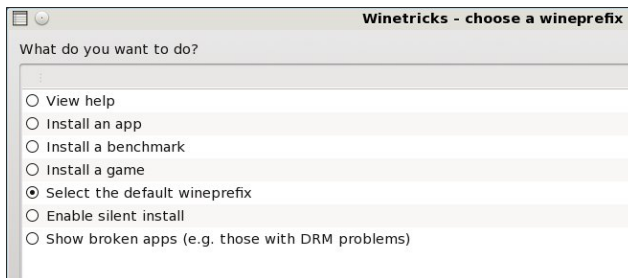 Winetricks - choose a wineprefix
What do you want to do?
View help
Install an app
Install a benchmark
Install a game
Select the default wineprefix
Enable silent install
Show broken apps (e.g. those with DRM problems)